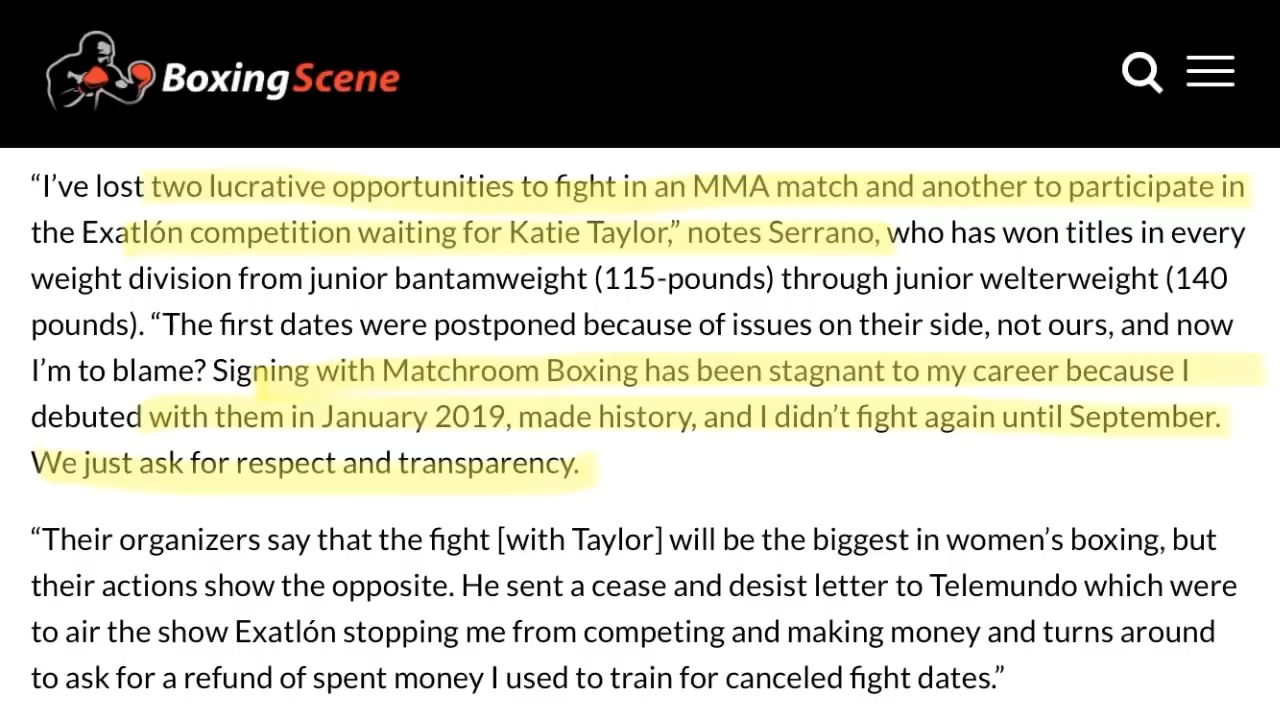 BoxingScene
“I’ve lost two lucrative opportunities to fight in an MMA match and another to participate in
the Exatlón competition waiting for Katie Taylor,” notes Serrano, who has won titles in every
weight division from junior bantamweight (115-pounds) through junior welterweight (140
pounds). “The first dates were postponed because of issues on their side, not ours, and now
I’m to blame? Signing with Matchroom Boxing has been stagnant to my career because I
debuted with them in January 2019, made history, and I didn’t fight again until September.
We just ask for respect and transparency.
“Their organizers say that the fight [with Taylor] will be the biggest in women’s boxing, but
their actions show the opposite. He sent a cease and desist letter to Telemundo which were
to air the show Exatlón stopping me from competing and making money and turns around
to ask for a refund of spent money I used to train for canceled fight dates.”